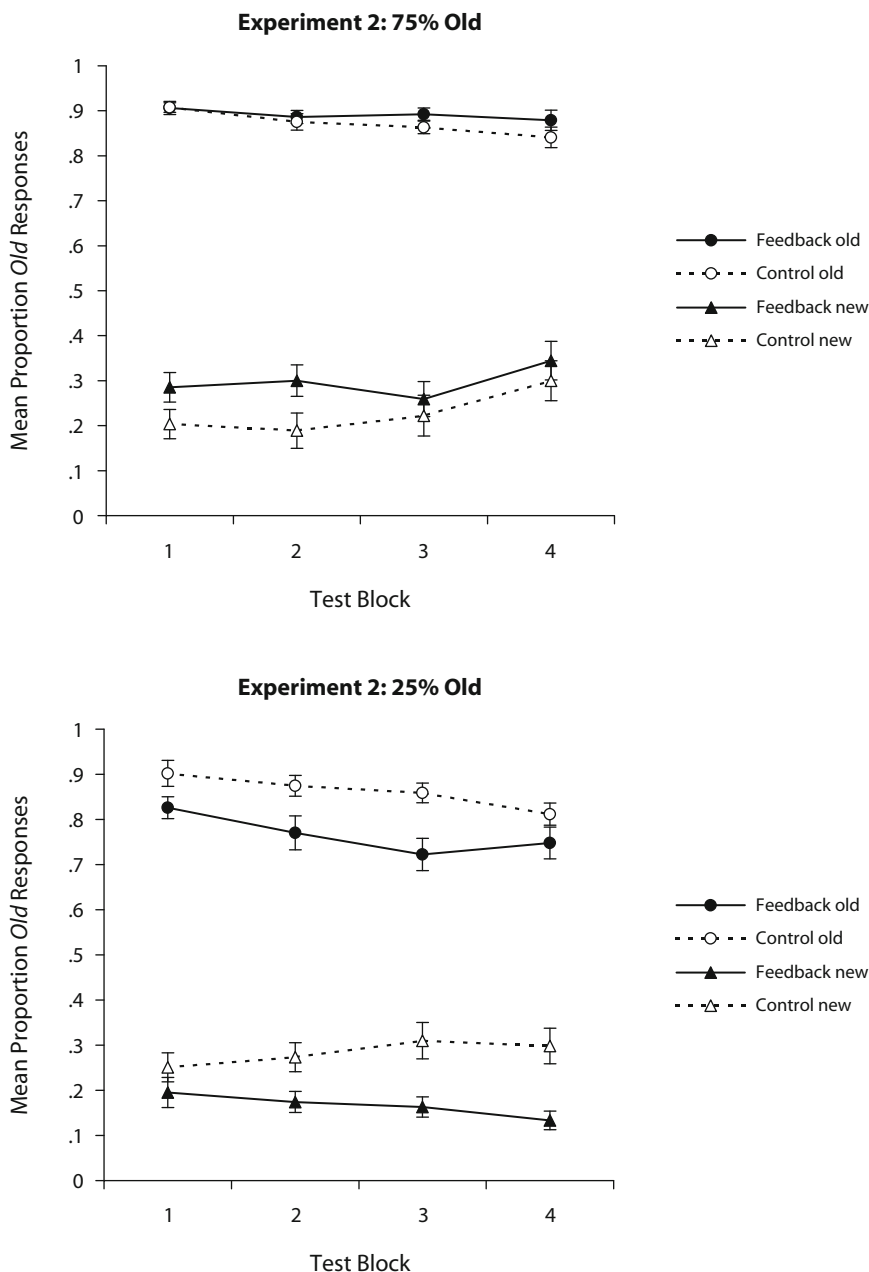 Experiment 2: 75% Old
1
.9
.8
.7
.6
.5
.4
.3
.2
.1
0
Mean Proportion Old Responses
1 2 3 4
Test Block
Feedback old
Control old
Feedback new
Control new
Experiment 2: 25% Old
1
.9
.8
.7
.6
.5
.4
.3
.2
.1
0
Mean Proportion Old Responses
1 2 3 4
Test Block
Feedback old
Control old
Feedback new
Control new